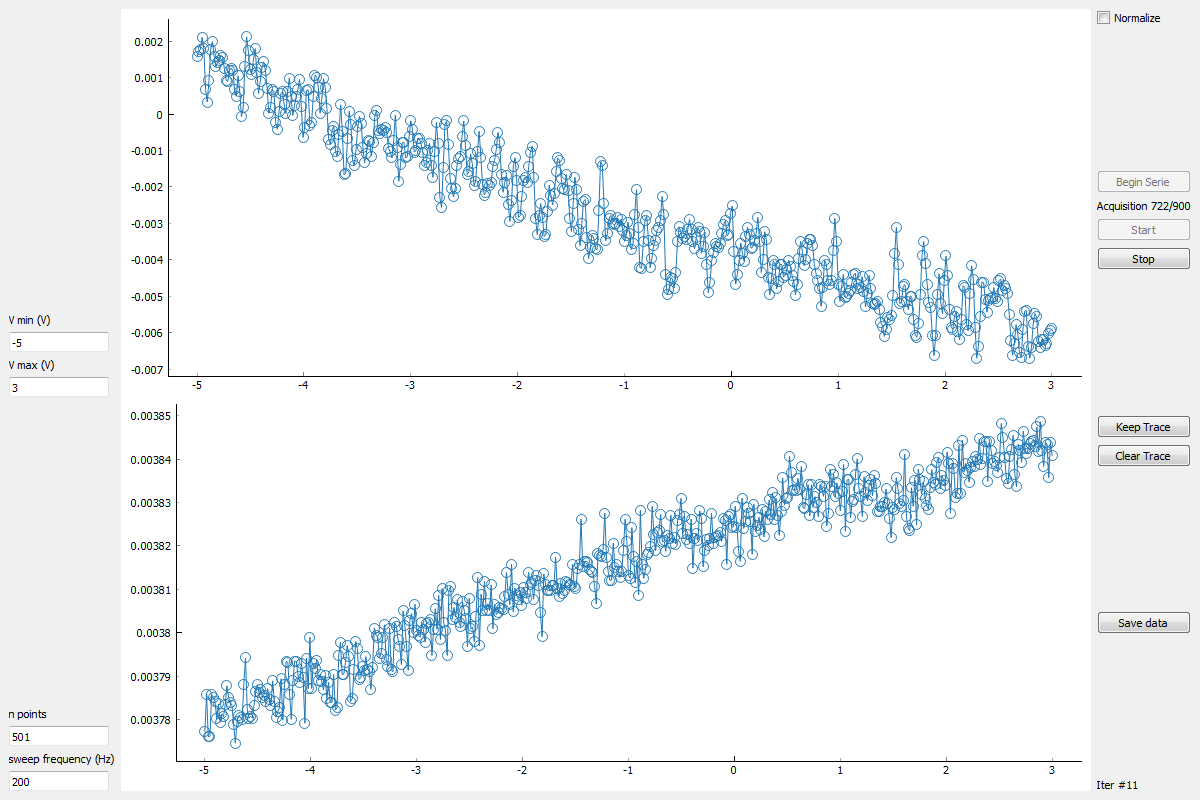 Normalize
0.002
0.001
0
-0.001
-0.002
-0.003
-0.004
-0.005
-0.006
-0.007
-5 -4 -3 -2 -1 0 1 2 3
Begin Serie
Acquisition 722/900
Start
Stop
V min (V)
-5
V max (V)
3
0.00385
0.00384
0.00383
0.00382
0.00381
0.0038
0.00379
0.00378
-5 -4 -3 -2 -1 0 1 2 3
Keep Trace
Clear Trace
Save data
n points
501
sweep frequency (Hz)
200
Iter #11